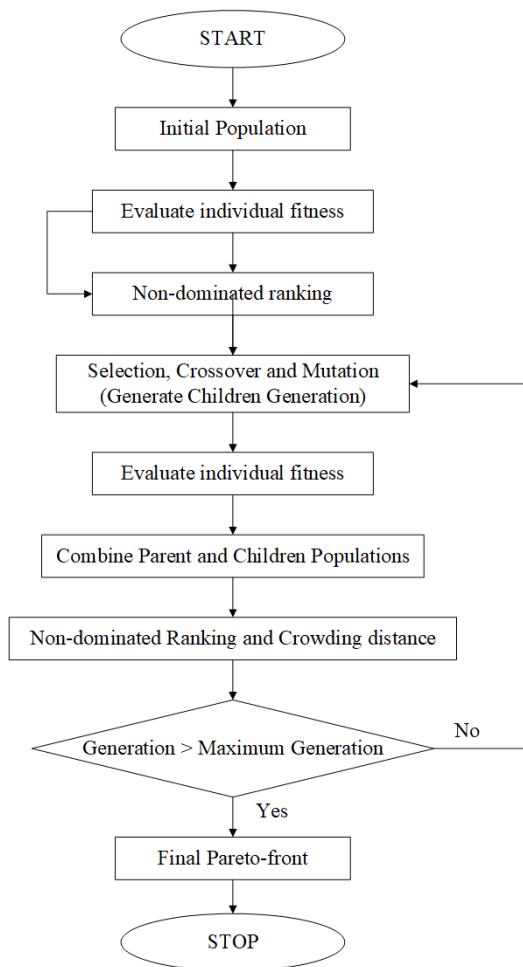 START
Initial Population
Evaluate individual fitness
Non-dominated ranking
Selection, Crossover and Mutation
(Generate Children Generation)
Evaluate individual fitness
Combine Parent and Children Populations
Non-dominated Ranking and Crowding distance
Generation > Maximum Generation
No
Yes
Final Pareto-front
STOP